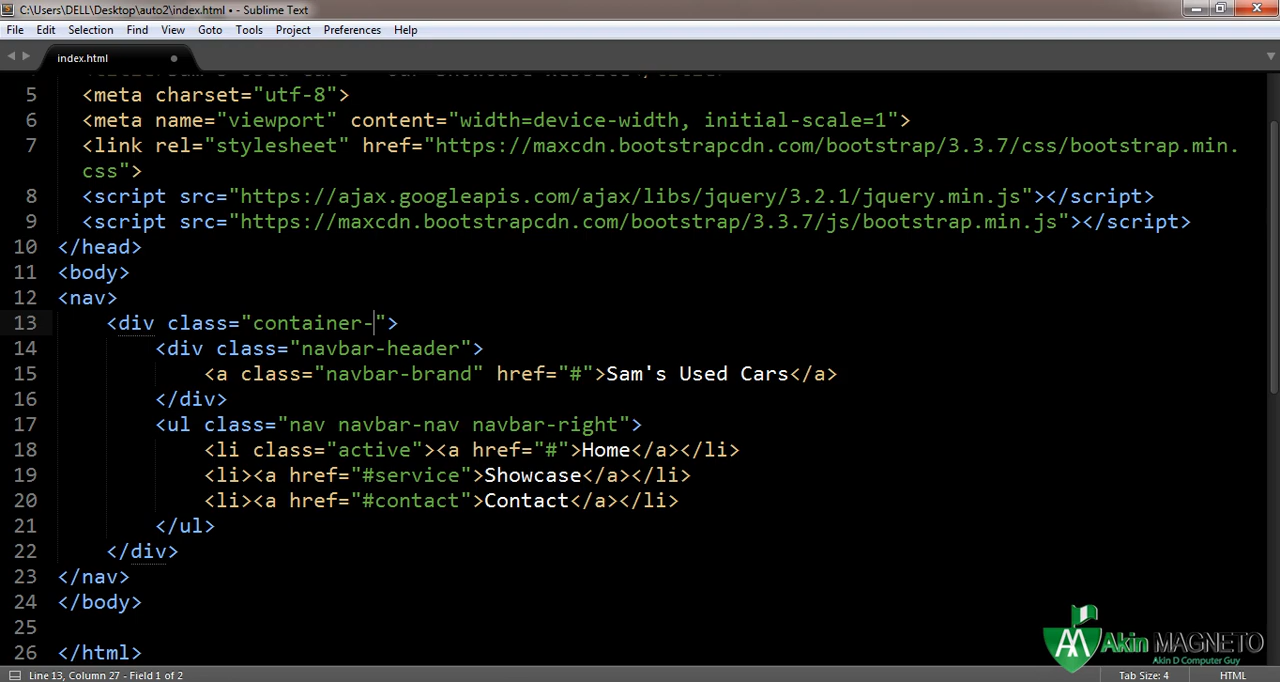 C:\Users\DELL\Desktop\auto2\index.html • - Sublime Text
File Edit Selection Find View Goto Tools Project Preferences Help
index.html
5 <meta charset="utf-8">
6 <meta name="viewport" content="width=device-width, initial-scale=1">
7 <link rel="stylesheet" href="https://maxcdn.bootstrapcdn.com/bootstrap/3.3.7/css/bootstrap.min.
css">
8 <script src="https://ajax.googleapis.com/ajax/libs/jquery/3.2.1/jquery.min.js"></script>
9 <script src="https://maxcdn.bootstrapcdn.com/bootstrap/3.3.7/js/bootstrap.min.js"></script>
10 </head>
11 <body>
12 <nav>
13 <div class="container-">
14 <div class="navbar-header">
15 <a class="navbar-brand" href="#">Sam's Used Cars</a>
16 </div>
17 <ul class="nav navbar-nav navbar-right">
18 <li class="active"><a href="#">Home</a></li>
19 <li><a href="#service">Showcase</a></li>
20 <li><a href="#contact">Contact</a></li>
21 </ul>
22 </div>
23 </nav>
24 </body>
25
26 </html>
Akin MAGNETO
Akin D Computer Guy
Line 13, Column 27 - Field 1 of 2 Tab Size: 4 HTML